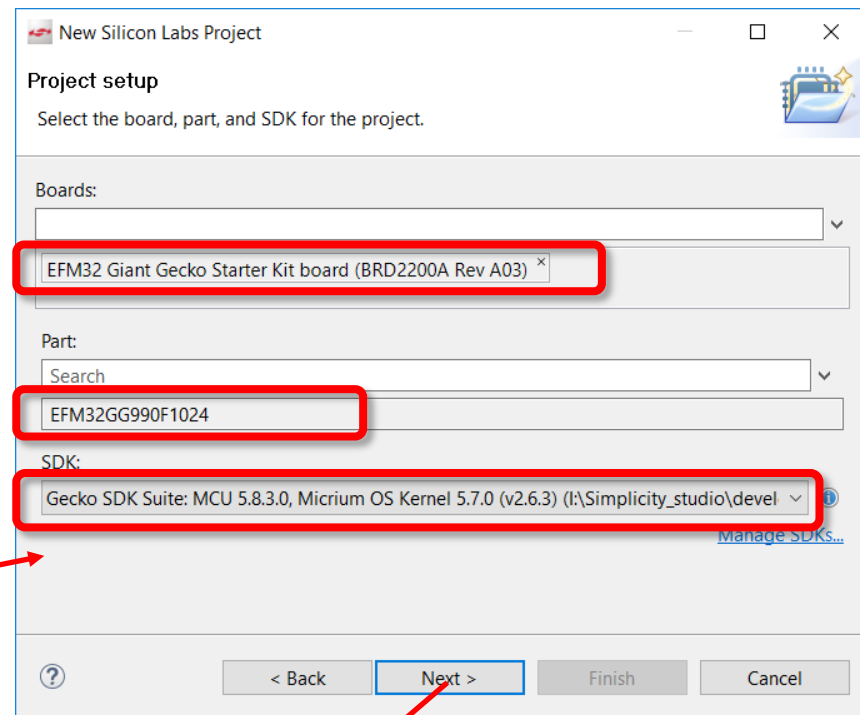 New Silicon Labs Project
Project setup
Select the board, part, and SDK for the project.
Boards:
EFM32 Giant Gecko Starter Kit board (BRD2200A Rev A03) ×
Part:
Search
EFM32GG990F1024
SDK:
Gecko SDK Suite: MCU 5.8.3.0, Micrium OS Kernel 5.7.0 (v2.6.3) (I:\Simplicity_studio\devel
Manage SDKs...
< Back Next > Finish Cancel